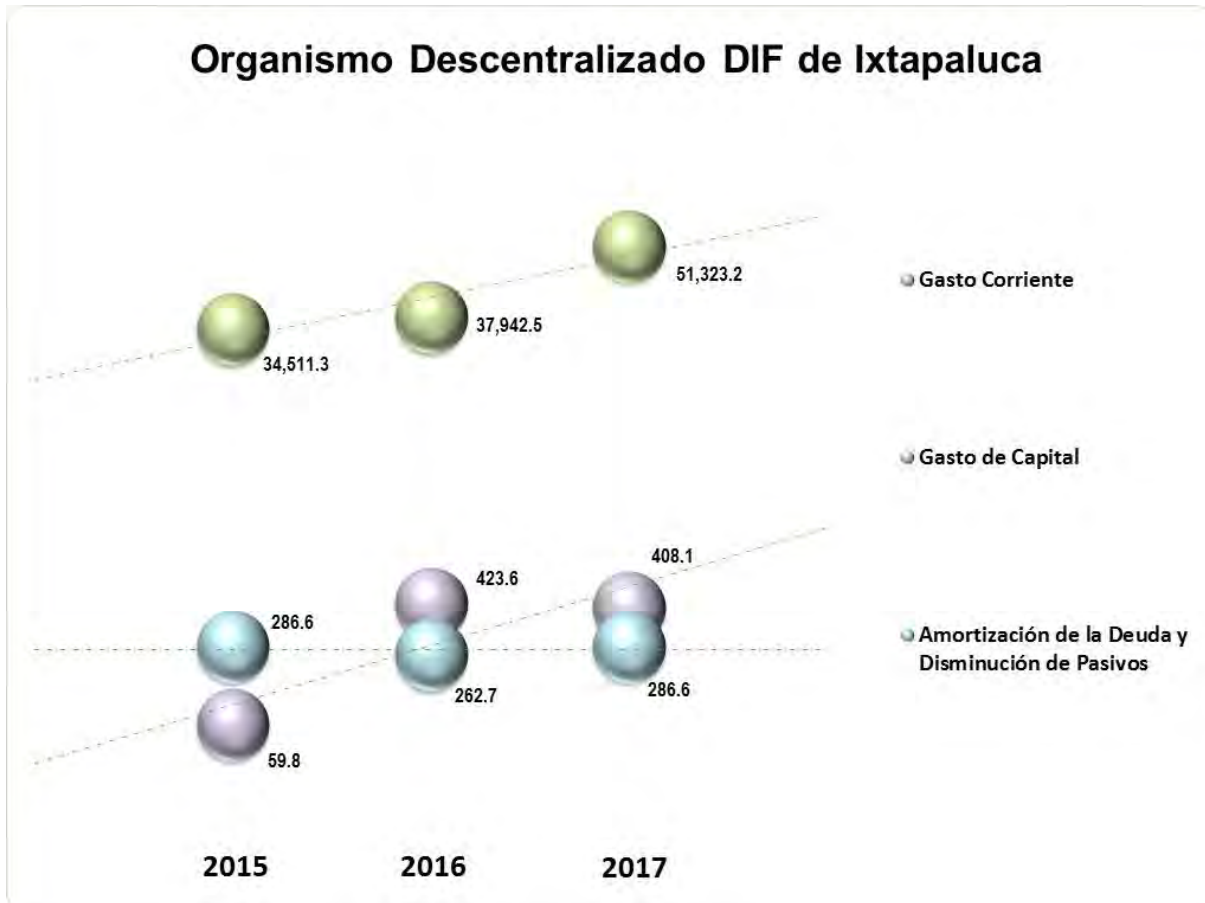 Organismo Descentralizado DIF de Ixtapaluca
51,323.2
Gasto Corriente
37,942.5
34,511.3
Gasto de Capital
408.1
423.6
286.6
Amortización de la Deuda y
Disminución de Pasivos
262.7
286.6
59.8
2015
2016
2017